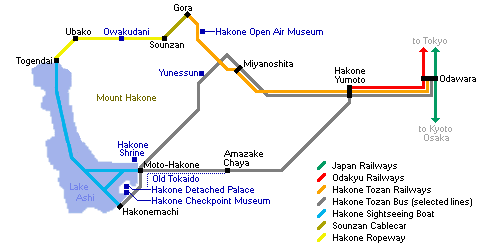 Gora
Ubako
Owakudani
Sounzan
Hakone Open Air Museum
to Tokyo
Togendai
Yunessun
Miyanoshita
Hakone
Yumoto
Odawara
Mount Hakone
to Kyoto
Osaka
Hakone
Shrine
Moto-Hakone
Amazake
Chaya
Old Tokaido
Lake
Ashi
Hakone Detached Palace
Hakone Checkpoint Museum
Hakonemachi
Japan Railways
Odakyu Railways
Hakone Tozan Railways
Hakone Tozan Bus (selected lines)
Hakone Sightseeing Boat
Sounzan Cablecar
Hakone Ropeway